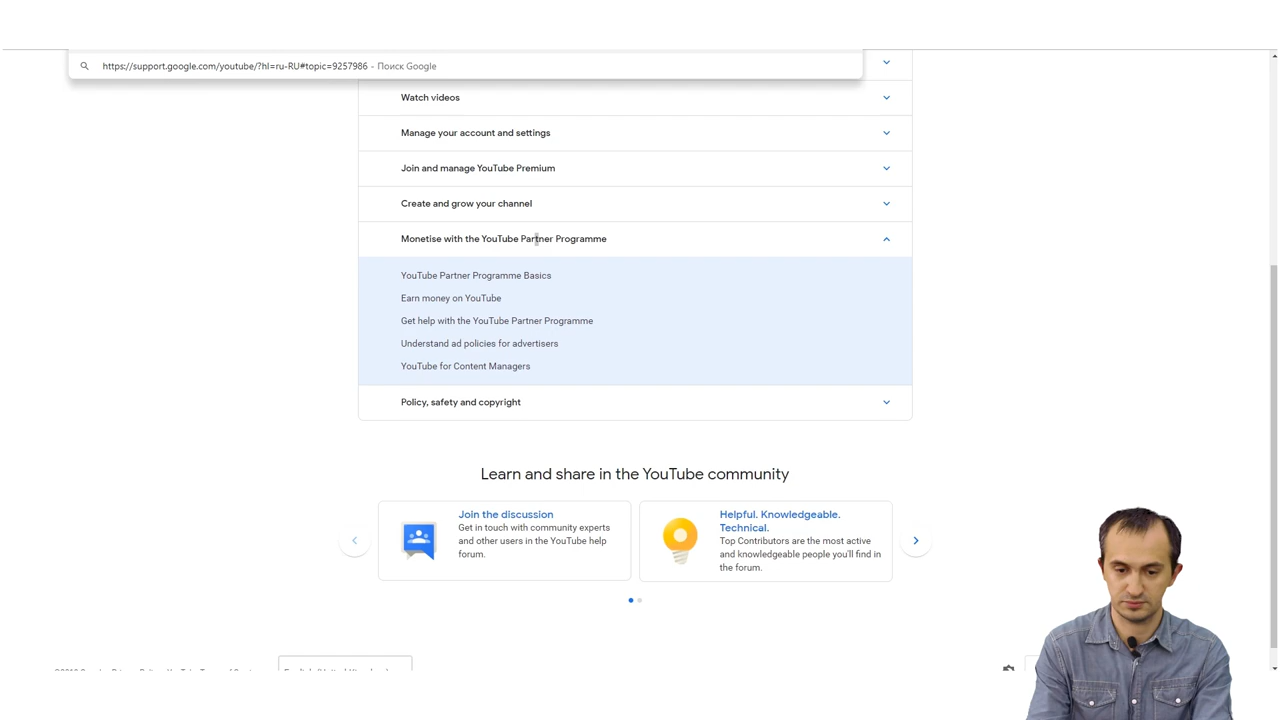 https://support.google.com/youtube/?hl=ru-RU#topic=9257986 - Поиск Google
Watch videos
Manage your account and settings
Join and manage YouTube Premium
Create and grow your channel
Monetise with the YouTube Partner Programme
YouTube Partner Programme Basics
Earn money on YouTube
Get help with the YouTube Partner Programme
Understand ad policies for advertisers
YouTube for Content Managers
Policy, safety and copyright
Learn and share in the YouTube community
Join the discussion
Get in touch with community experts
and other users in the YouTube help
forum.
Helpful. Knowledgeable.
Technical.
Top Contributors are the most active
and knowledgeable people you'll find in
the forum.